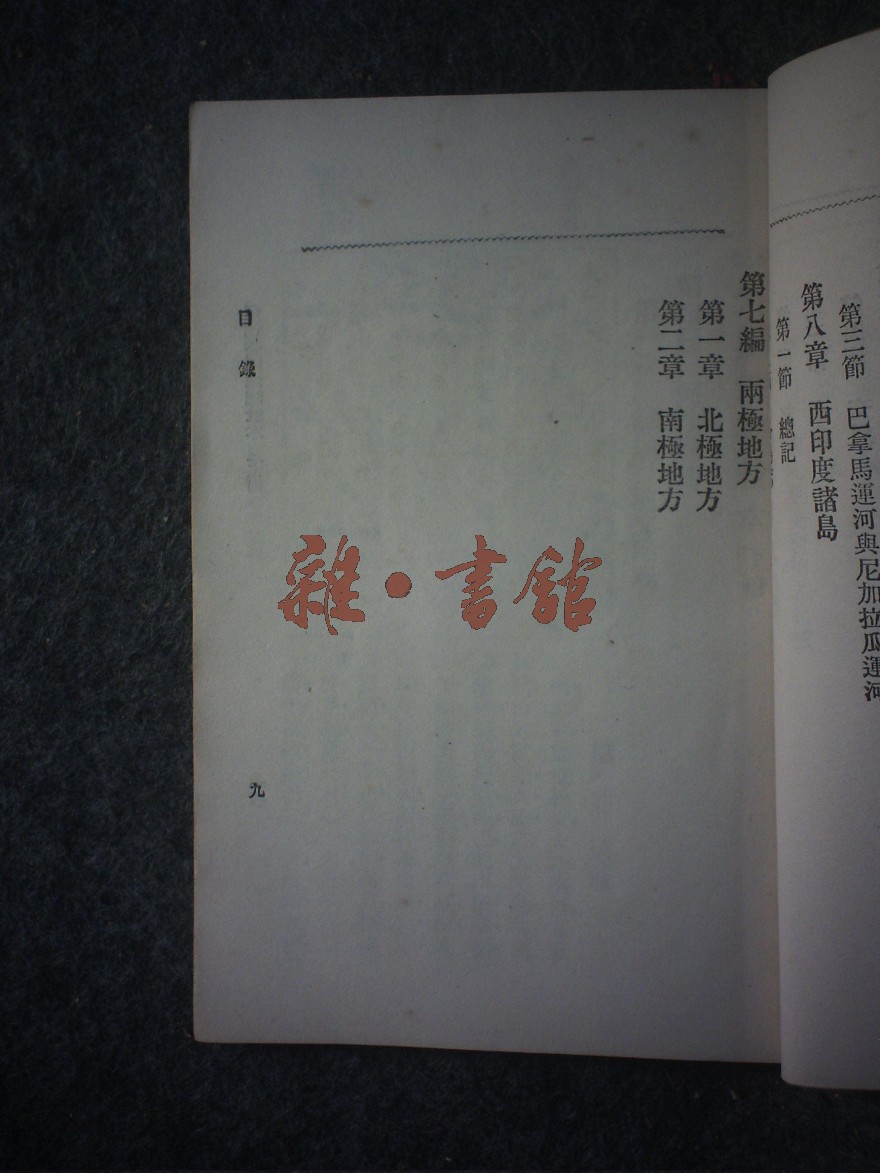 第三節　巴拿馬運河與尼加拉瓜運河
第八章　西印度諸島
第一節　總記
第七編　兩極地方
第一章　北極地方
第二章　南極地方
目錄
九
雜·書館